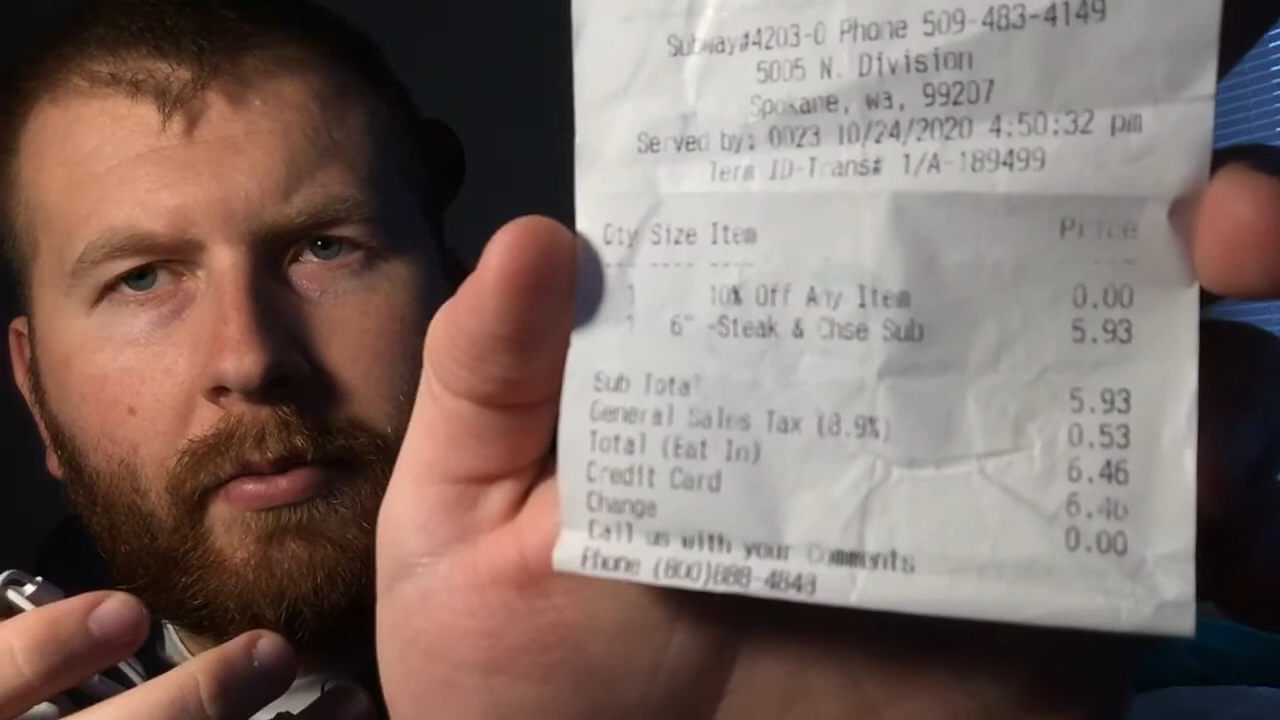 Subway#4203-0 Phone 509-483-4149
5005 N. Division
Spokane, wa, 99207
Served by: 0023 10/24/2020 4:50:32 pm
Term ID-Trans# 1/A-189499
Qty Size Item Price
--- ---- ---- -----
1 10% Off Any Item 0.00
1 6" -Steak & Chse Sub 5.93
Sub Total 5.93
General Sales Tax (8.9%) 0.53
Total (Eat In) 6.46
Credit Card 6.46
Change 0.00
Call us with your Comments
Phone (800)888-4848